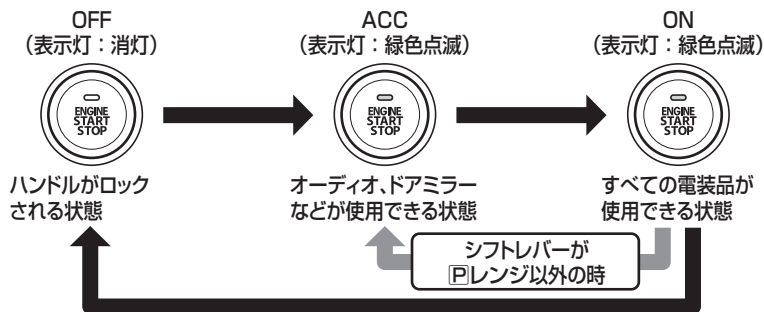 OFF
（表示灯：消灯）
ENGINE
START
STOP
ハンドルがロック
される状態
ACC
（表示灯：緑色点滅）
ENGINE
START
STOP
オーディオ、ドアミラー
などが使用できる状態
ON
（表示灯：緑色点滅）
ENGINE
START
STOP
すべての電装品が
使用できる状態
シフトレバーが
🄿レンジ以外の時